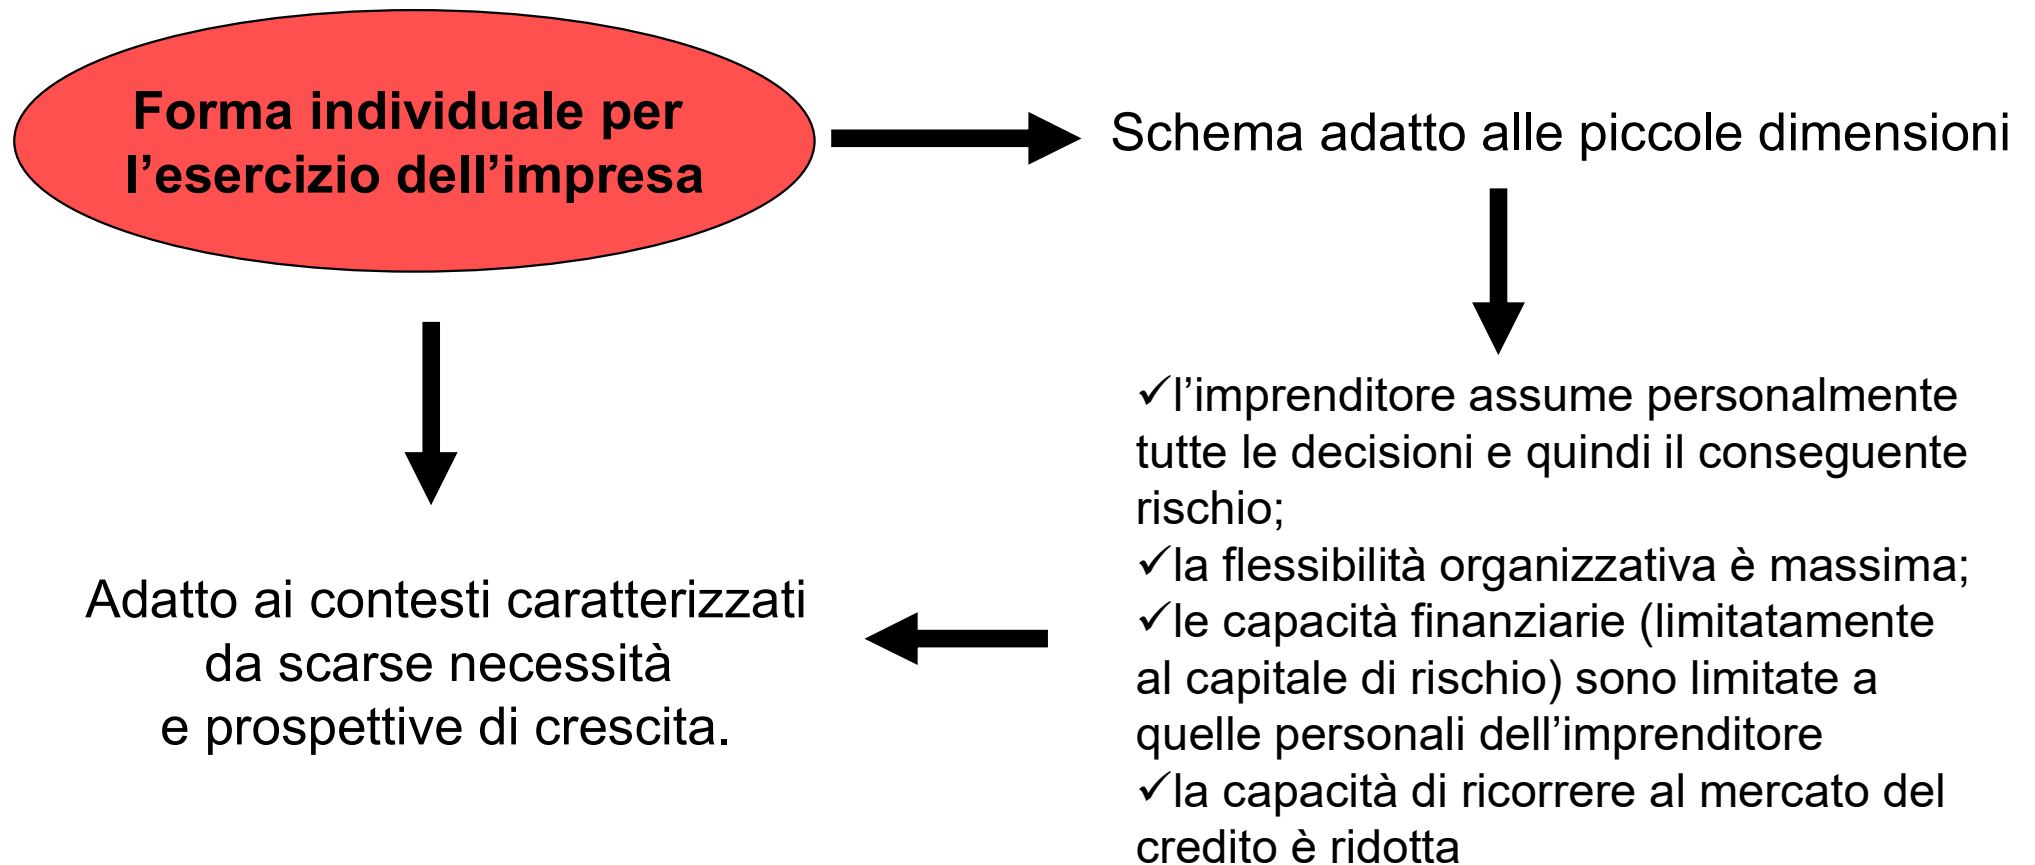 Forma individuale per
l’esercizio dell’impresa
Schema adatto alle piccole dimensioni
✓l’imprenditore assume personalmente
tutte le decisioni e quindi il conseguente
rischio;
✓la flessibilità organizzativa è massima;
✓le capacità finanziarie (limitatamente
al capitale di rischio) sono limitate a
quelle personali dell’imprenditore
✓la capacità di ricorrere al mercato del
credito è ridotta
Adatto ai contesti caratterizzati
da scarse necessità
e prospettive di crescita.